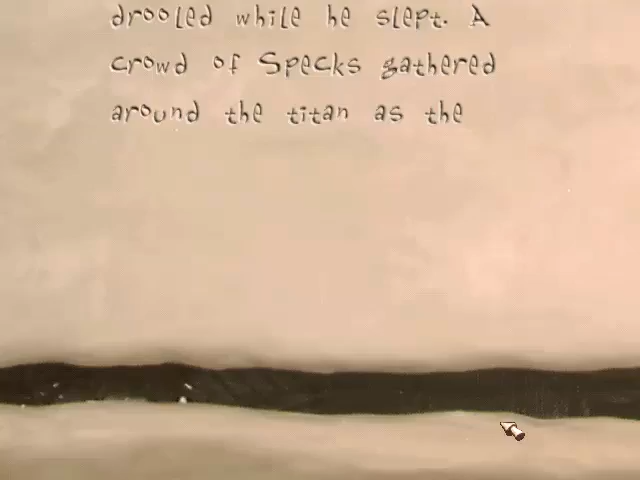 drooled while he slept. A
crowd of Specks gathered
around the titan as the